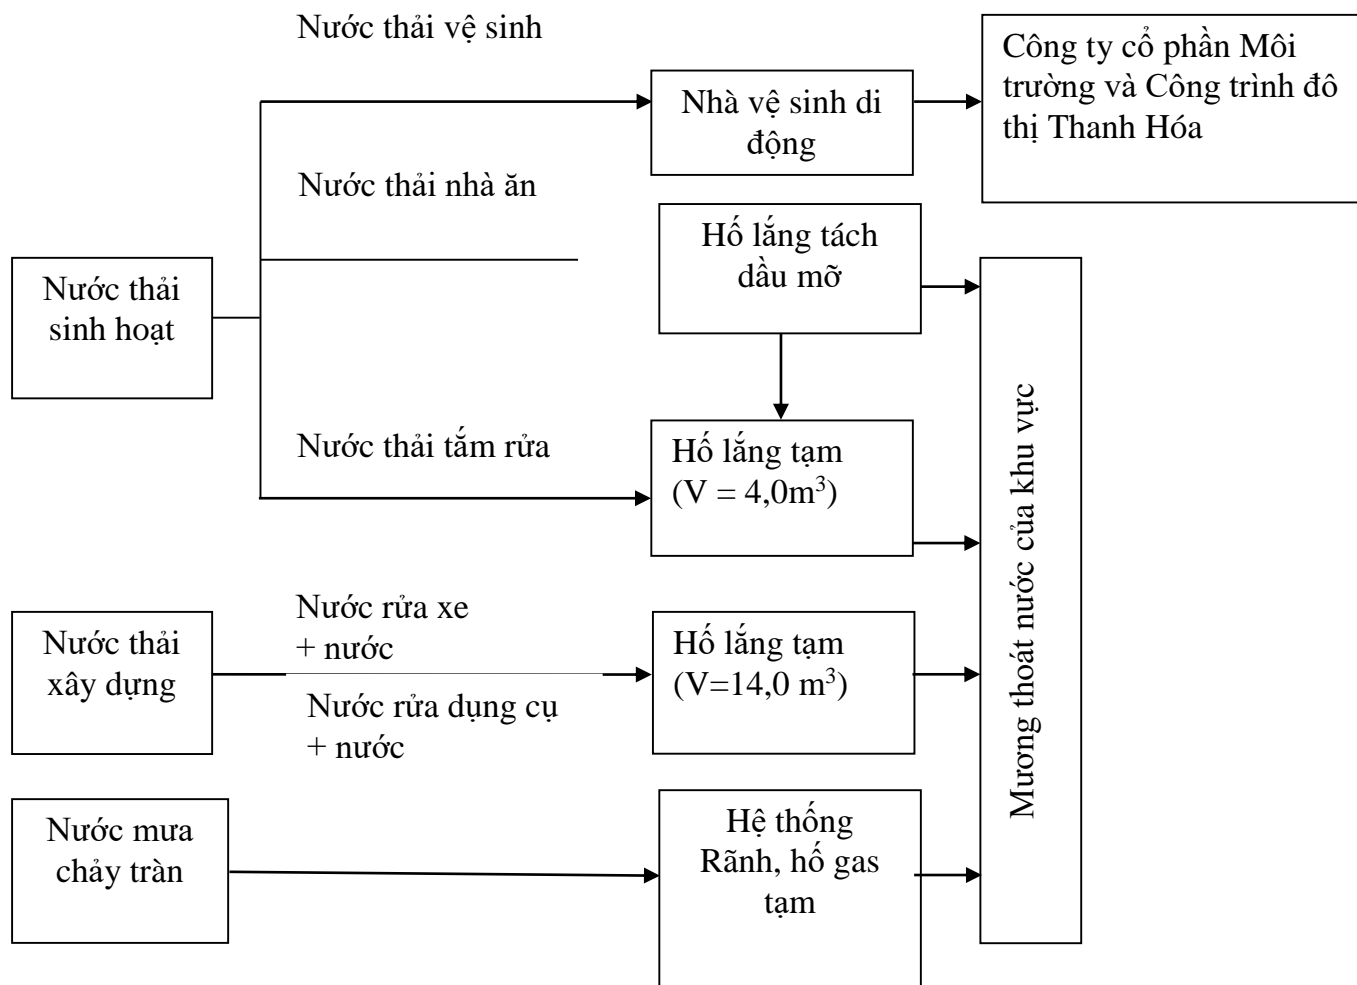 Nước thải vệ sinh
Công ty cổ phần Môi
trường và Công trình đô
thị Thanh Hóa
Nhà vệ sinh di
động
Nước thải nhà ăn
Hố lắng tách
dầu mỡ
Nước thải
sinh hoạt
Nước thải tắm rửa
Hố lắng tạm
(V = 4,0m³)
Mương thoát nước của khu vực
Nước thải
xây dựng
Nước rửa xe
+ nước
Nước rửa dụng cụ
+ nước
Hố lắng tạm
(V=14,0 m³)
Nước mưa
chảy tràn
Hệ thống
Rãnh, hố gas
tạm